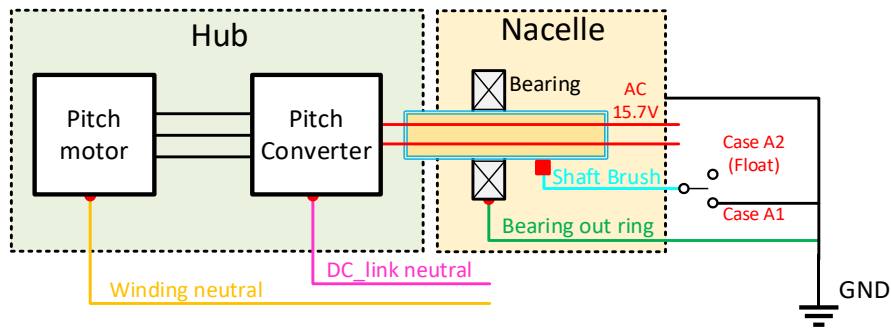 Hub
Nacelle
Pitch
motor
Pitch
Converter
Bearing
AC
15.7V
Case A2
(Float)
Shaft Brush
Case A1
Bearing out ring
DC_link neutral
Winding neutral
GND